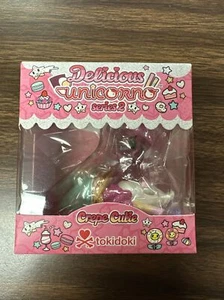 Delicious
unicorno
series 2
Crepe Cutie
tokidoki